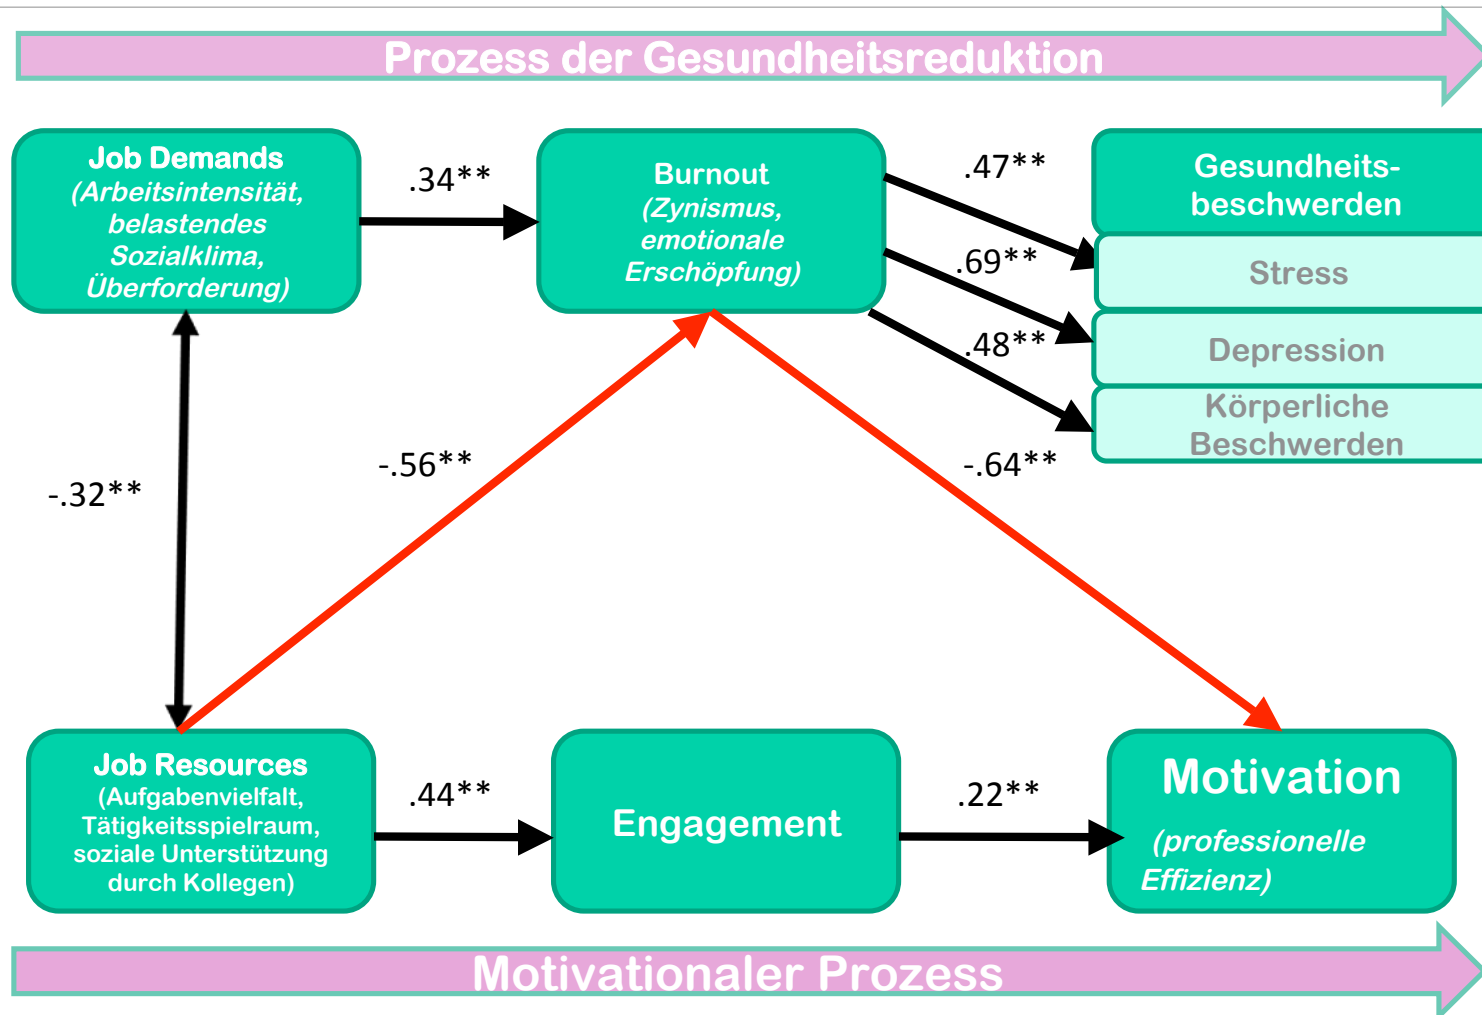 Prozess der Gesundheitsreduktion
Job Demands
(Arbeitsintensität,
belastendes
Sozialklima,
Überforderung)
.34**
Burnout
(Zynismus,
emotionale
Erschöpfung)
.47**
.69**
.48**
Gesundheits-
beschwerden
Stress
Depression
Körperliche
Beschwerden
-.32**
-.56**
-.64**
Job Resources
(Aufgabenvielfalt,
Tätigkeitsspielraum,
soziale Unterstützung
durch Kollegen)
.44**
Engagement
.22**
Motivation
(professionelle
Effizienz)
Motivationaler Prozess